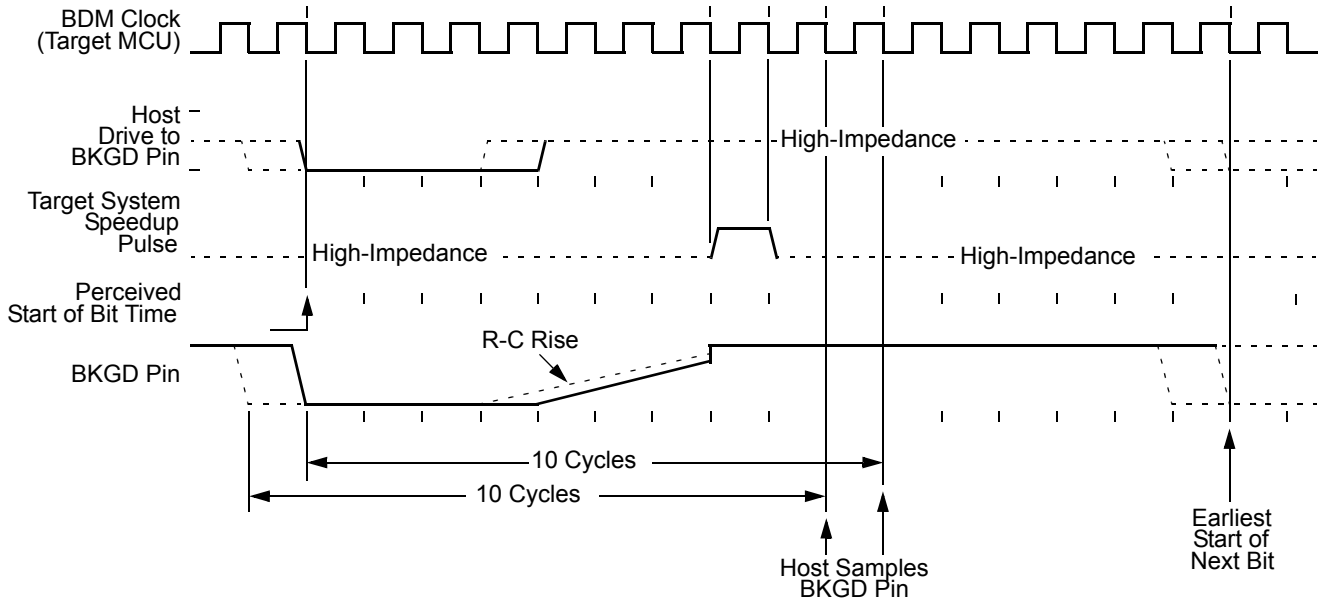 BDM Clock
(Target MCU)
Host
Drive to
BKGD Pin
High-Impedance
Target System
Speedup
Pulse
High-Impedance
High-Impedance
Perceived
Start of Bit Time
R-C Rise
BKGD Pin
10 Cycles
10 Cycles
Host Samples
BKGD Pin
Earliest
Start of
Next Bit